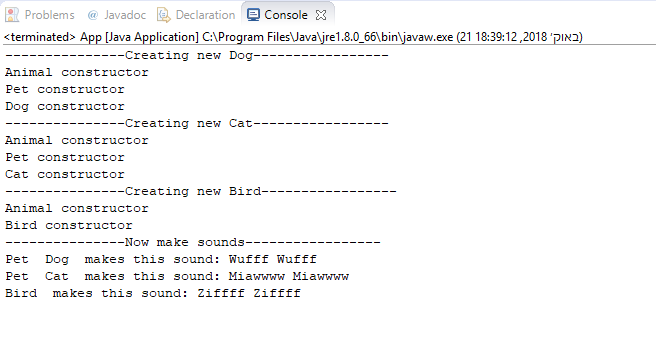 Problems @ Javadoc Declaration Console
<terminated> App [Java Application] C:\Program Files\Java\jre1.8.0_66\bin\javaw.exe (21 באוק׳ 2018, 18:39:12)
---------------Creating new Dog-----------------
Animal constructor
Pet constructor
Dog constructor
---------------Creating new Cat-----------------
Animal constructor
Pet constructor
Cat constructor
---------------Creating new Bird-----------------
Animal constructor
Bird constructor
---------------Now make sounds-----------------
Pet  Dog  makes this sound: Wufff Wufff
Pet  Cat  makes this sound: Miawwww Miawwww
Bird  makes this sound: Ziffff Ziffff